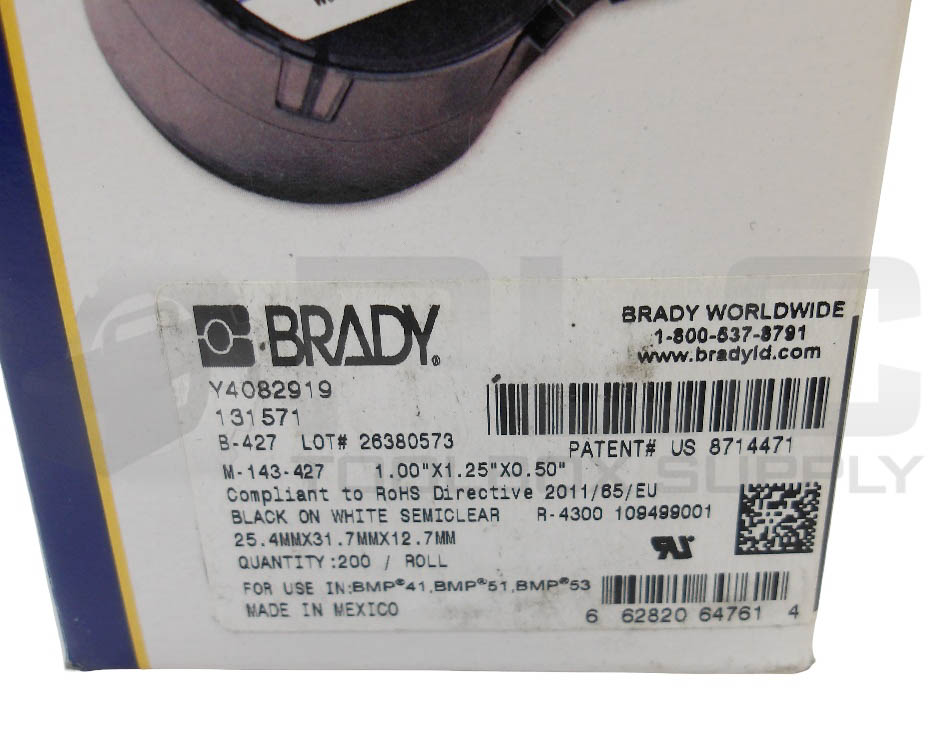 BRADY®
BRADY WORLDWIDE
1-800-537-8791
www.bradyid.com
Y4082919
131571
B-427 LOT# 26380573
PATENT# US 8714471
M-143-427 1.00"X1.25"X0.50"
Compliant to RoHS Directive 2011/65/EU
BLACK ON WHITE SEMICLEAR R-4300 109499001
25.4MMX31.7MMX12.7MM
QUANTITY:200 / ROLL
FOR USE IN:BMP®41,BMP®51,BMP®53
MADE IN MEXICO
6 62820 64761 4
TOOLBOX SUPPLY